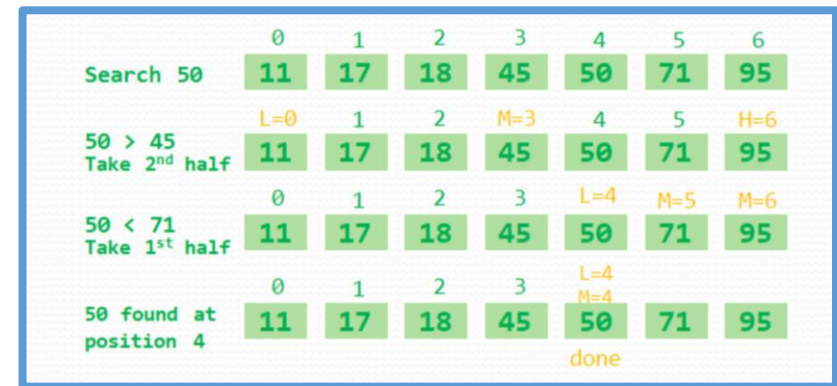 0 1 2 3 4 5 6
Search 50 11 17 18 45 50 71 95
L=0 1 2 M=3 4 5 H=6
50 > 45
Take 2nd half 11 17 18 45 50 71 95
0 1 2 3 L=4 M=5 M=6
50 < 71
Take 1st half 11 17 18 45 50 71 95
L=4
0 1 2 3 M=4
50 found at
position 4 11 17 18 45 50 71 95
done